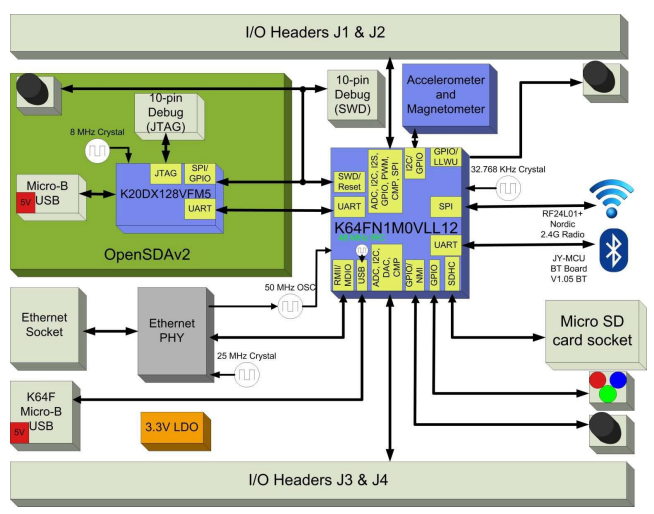 I/O Headers J1 & J2
10-pin
Debug
(JTAG)
10-pin
Debug
(SWD)
Accelerometer
and
Magnetometer
8 MHz Crystal
JTAG
SPI/
GPIO
K20DX128VFM5
UART
Micro-B
USB
5V
OpenSDAv2
SWD/
Reset
ADC, I2C, I2S,
GPIO, PWM,
CMP, SPI
I2C/
GPIO
GPIO/
LLWU
32.768 KHz Crystal
UART
SPI
K64FN1M0VLL12
UART
RF24L01+
Nordic
2.4G Radio
JY-MCU
BT Board
V1.05 BT
RMII/
MDIO
USB
ADC, I2C,
DAC,
CMP
GPIO/
NMI
GPIO
SDHC
50 MHz OSC
Ethernet
Socket
Ethernet
PHY
25 MHz Crystal
Micro SD
card socket
K64F
Micro-B
USB
5V
3.3V LDO
I/O Headers J3 & J4